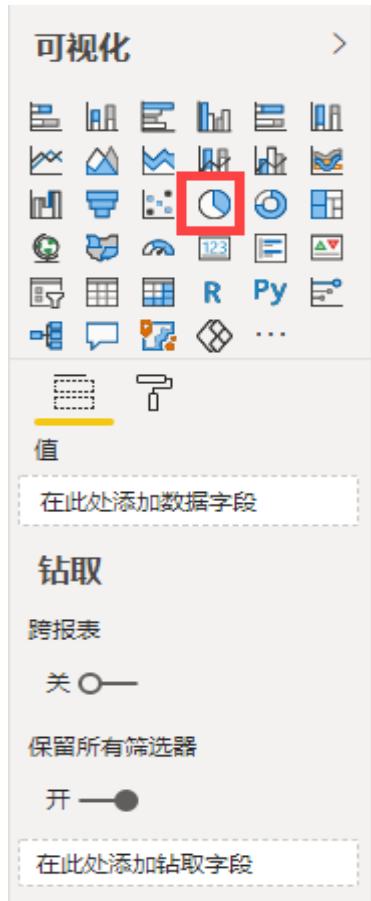 可视化
123
R Py
值
在此处添加数据字段
钻取
跨报表
关
保留所有筛选器
开
在此处添加钻取字段